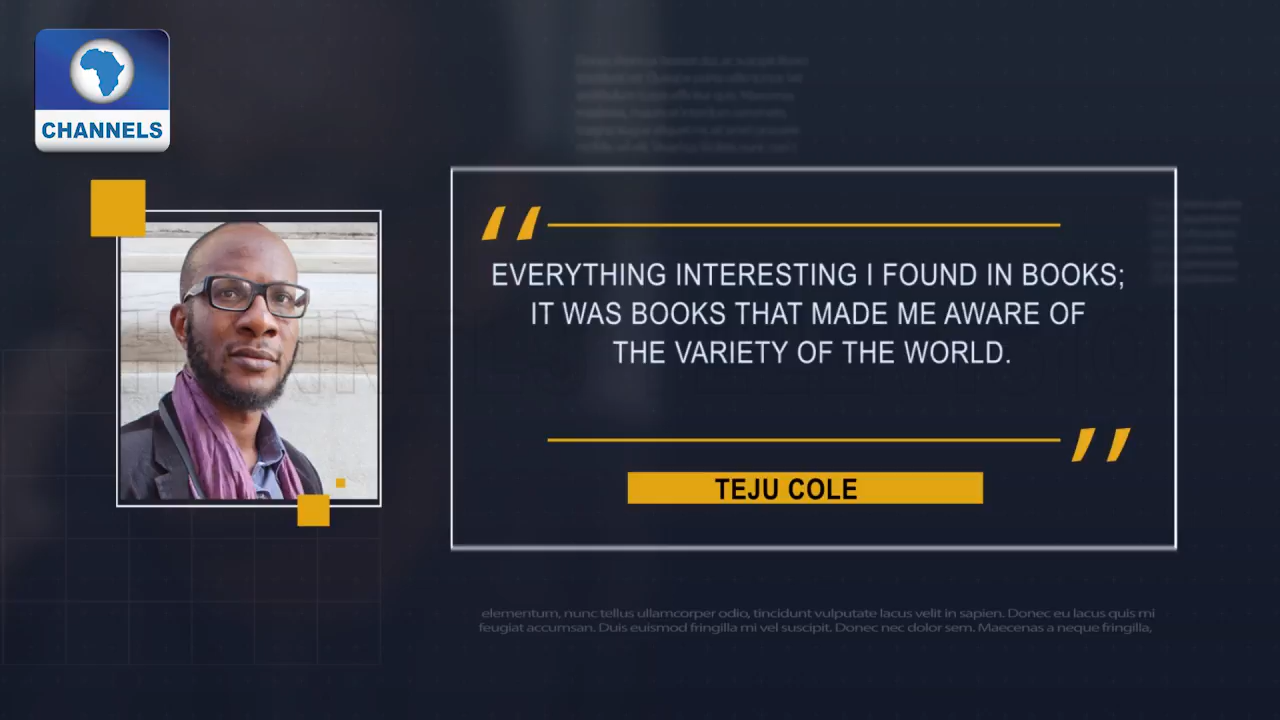 CHANNELS
EVERYTHING INTERESTING I FOUND IN BOOKS;
IT WAS BOOKS THAT MADE ME AWARE OF
THE VARIETY OF THE WORLD.
TEJU COLE
elementum, nunc tellus ullamcorper odio, tincidunt vulputate lacus velit in sapien. Donec eu lacus quis mi
feugiat accumsan. Duis euismod fringilla mi vel suscipit. Donec nec dolor sem. Maecenas a neque fringilla,